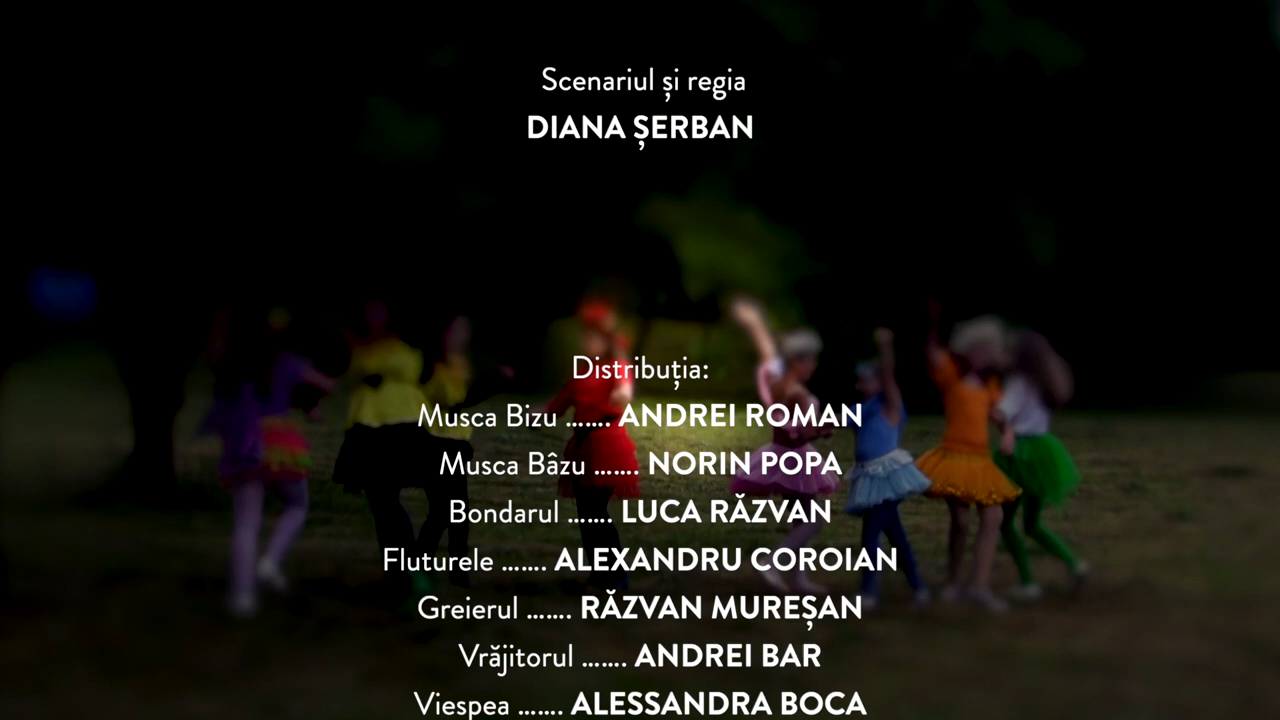 Scenariul și regia
DIANA ȘERBAN
Distribuția:
Musca Bizu ....... ANDREI ROMAN
Musca Bâzu ....... NORIN POPA
Bondarul ....... LUCA RĂZVAN
Fluturele ....... ALEXANDRU COROIAN
Greierul ....... RĂZVAN MUREȘAN
Vrăjitorul ....... ANDREI BAR
Viespea ....... ALESSANDRA BOCA